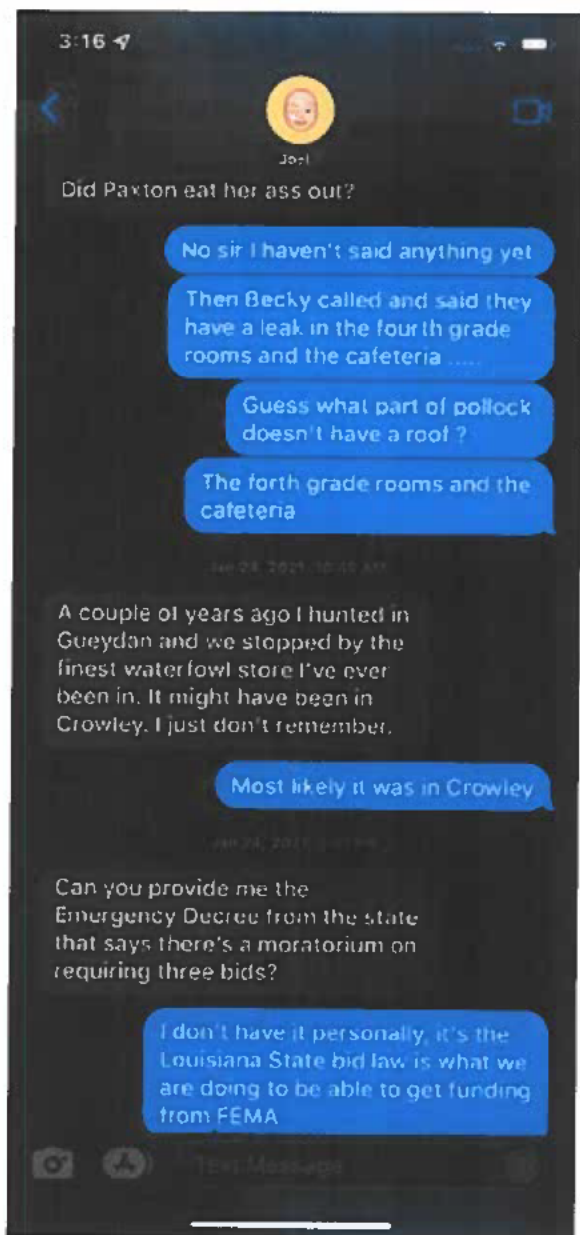 3:16
Joel
Did Paxton eat her ass out?
No sir I haven't said anything yet
Then Becky called and said they
have a leak in the fourth grade
rooms and the cafeteria .....
Guess what part of pollock
doesn't have a roof ?
The forth grade rooms and the
cafeteria
A couple of years ago I hunted in
Gueydan and we stopped by the
finest waterfowl store I've ever
been in. It might have been in
Crowley. I just don't remember.
Most likely it was in Crowley
Can you provide me the
Emergency Decree from the state
that says there's a moratorium on
requiring three bids?
I don't have it personally, it's the
Louisiana State bid law is what we
are doing to be able to get funding
from FEMA
Text Message